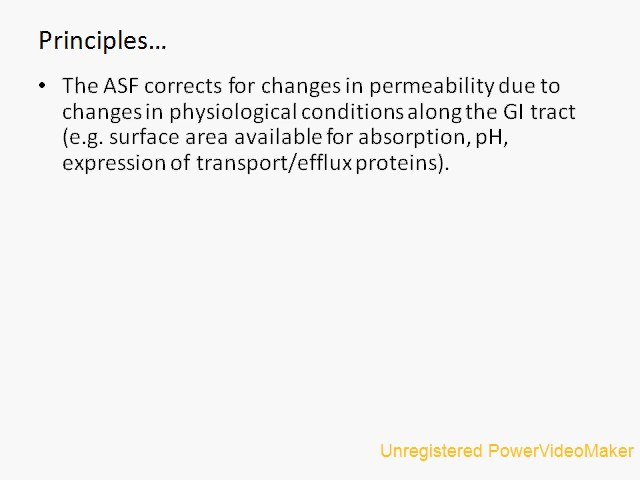 Principles…
• The ASF corrects for changes in permeability due to
changes in physiological conditions along the GI tract
(e.g. surface area available for absorption, pH,
expression of transport/efflux proteins).
Unregistered PowerVideoMaker